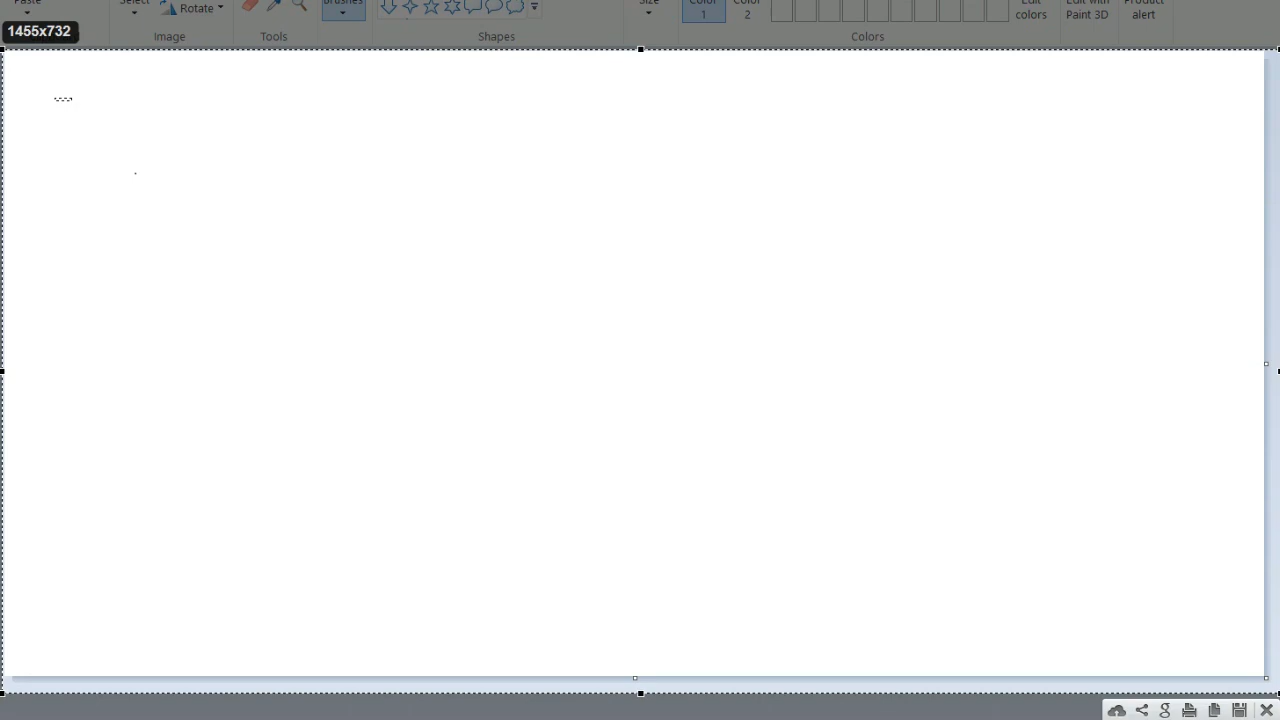 Paste Select Rotate Brushes Size Color Color Edit Edit with Product
1 2 colors Paint 3D alert
1455x732
Image Tools Shapes Colors